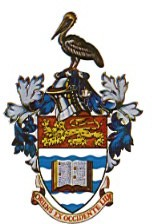 ORIENS EX OCCIDENTE LUX